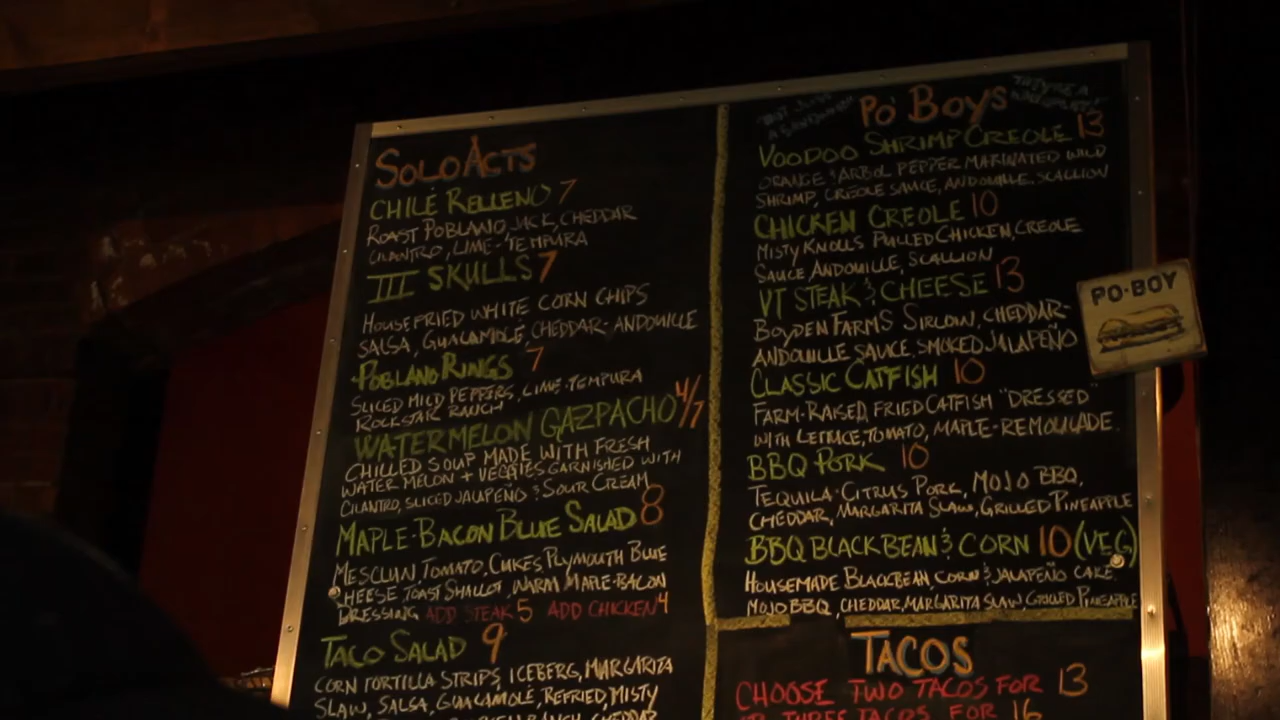 SOLO ACTS
CHILÉ RELLENO 7
ROAST POBLANO, JACK, CHEDDAR
CILANTRO, LIME-TEMPURA
III SKULLS 7
HOUSE FRIED WHITE CORN CHIPS
SALSA, GUACAMOLÉ, CHEDDAR-ANDOUILLE
POBLANO RINGS 7
SLICED MILD PEPPERS, LIME-TEMPURA
ROCKSTAR RANCH
WATERMELON GAZPACHO 4/7
CHILLED SOUP MADE WITH FRESH
WATER MELON + VEGGIES GARNISHED WITH
CILANTRO, SLICED JALAPEÑO & SOUR CREAM
MAPLE-BACON BLUE SALAD 8
MESCLUN, TOMATO, CUKES, PLYMOUTH BLUE
CHEESE TOAST SHALLOT, WARM MAPLE-BACON
DRESSING ADD STEAK 5 ADD CHICKEN 4
TACO SALAD 9
CORN TORTILLA STRIPS, ICEBERG, MARGARITA
SLAW, SALSA, GUACAMOLÉ, REFRIED, MISTY
RANCH, CHEDDAR
PO' BOYS
VOODOO SHRIMP CREOLE 13
ORANGE & ARBOL PEPPER MARINATED WILD
SHRIMP, CREOLE SAUCE, ANDOUILLE, SCALLION
CHICKEN CREOLE 10
MISTY KNOLLS PULLED CHICKEN, CREOLE
SAUCE ANDOUILLE, SCALLION
VT STEAK & CHEESE 13
BOYDEN FARMS SIRLOIN, CHEDDAR-
ANDOUILLE SAUCE, SMOKED JALAPEÑO
CLASSIC CATFISH 10
FARM-RAISED, FRIED CATFISH "DRESSED
WITH LETTUCE, TOMATO, MAPLE-REMOULADE.
BBQ PORK 10
TEQUILA-CITRUS PORK, MOJO BBQ,
CHEDDAR, MARGARITA SLAW, GRILLED PINEAPPLE
BBQ BLACK BEAN & CORN 10 (VEG)
HOUSEMADE BLACKBEAN, CORN & JALAPEÑO CAKE
MOJO BBQ, CHEDDAR, MARGARITA SLAW, GRILLED PINEAPPLE
TACOS
CHOOSE TWO TACOS FOR 13
OR THREE TACOS FOR 16
PO-BOY